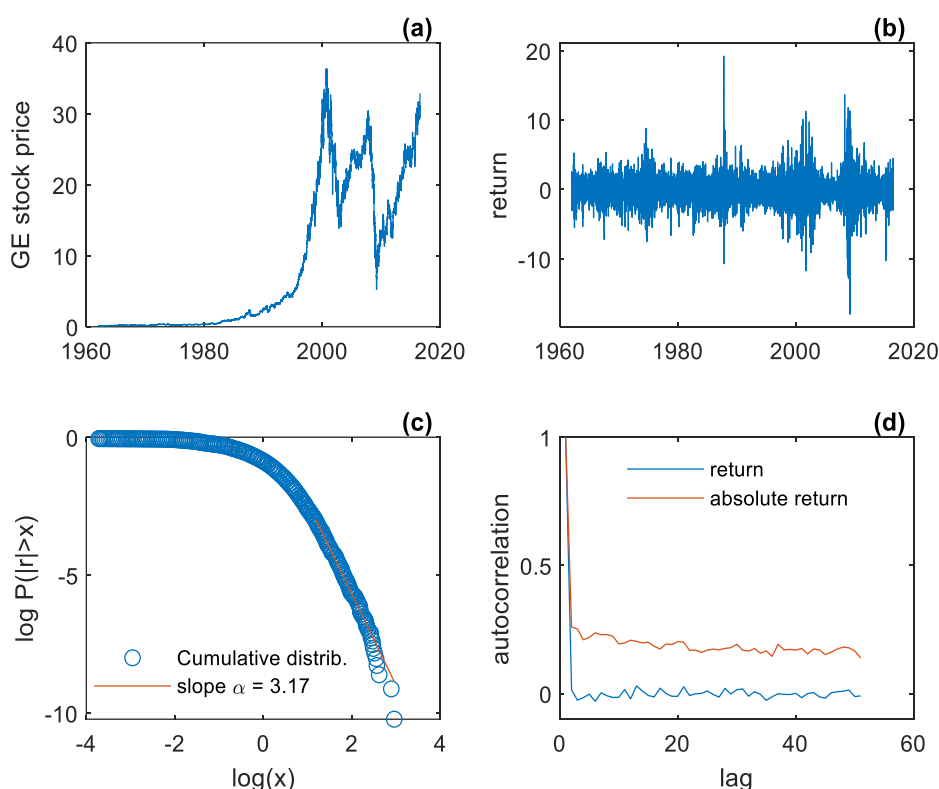 (a)
GE stock price
40
30
20
10
0
1960
1980
2000
2020
(b)
return
20
10
0
-10
1960
1980
2000
2020
(c)
log P(|r|>x)
0
-5
-10
Cumulative distrib.
slope α = 3.17
-4
-2
0
2
4
log(x)
(d)
autocorrelation
1
0.5
0
return
absolute return
0
20
40
60
lag